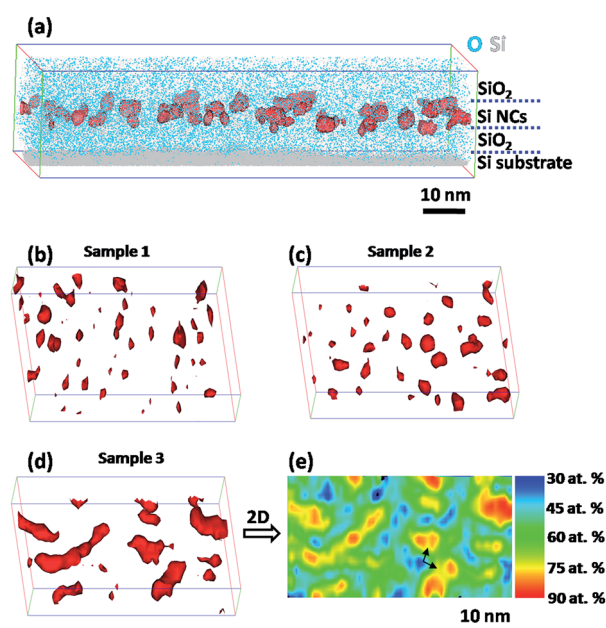 (a)
O Si
SiO2
Si NCs
SiO2
Si substrate
10 nm
(b) Sample 1
(c) Sample 2
(d) Sample 3
2D
(e)
30 at. %
45 at. %
60 at. %
75 at. %
90 at. %
10 nm